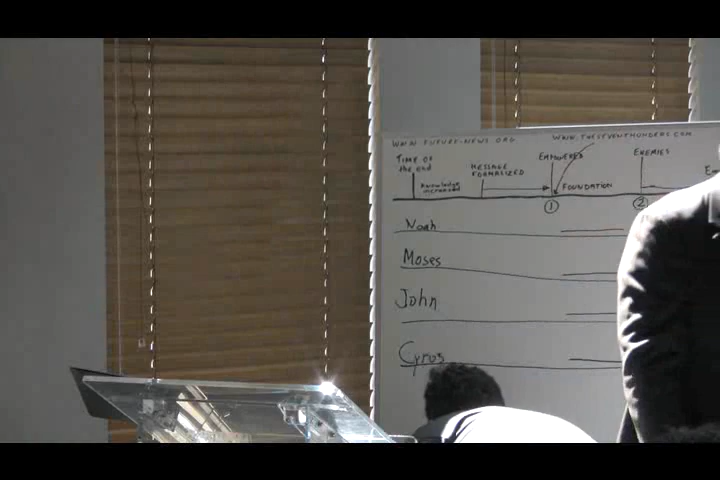 WWW.FUTURE-NEWS.ORG
WWW.THESEVENTHUNDERS.COM
TIME OF the end
Knowledge increased
MESSAGE FORMALIZED
EMPOWERED
FOUNDATION
ENEMIES
Em
1
2
Noah
Moses
John
Cyrus